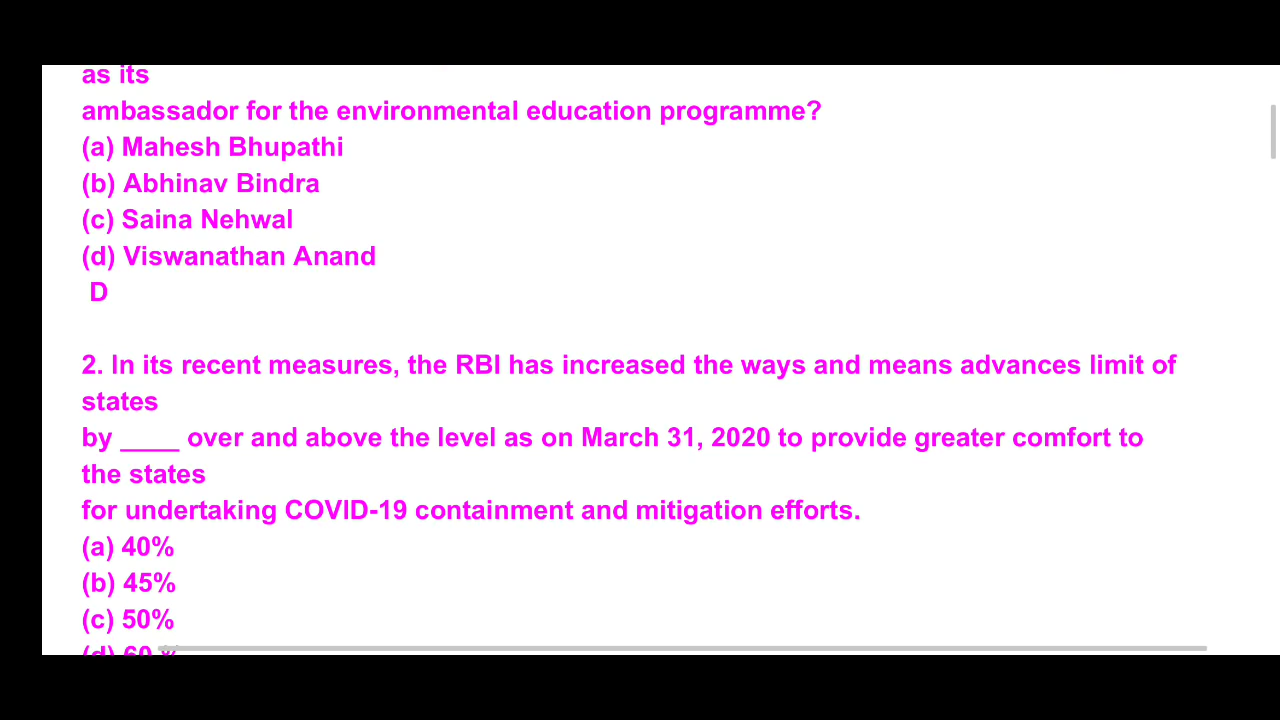 as its
ambassador for the environmental education programme?
(a) Mahesh Bhupathi
(b) Abhinav Bindra
(c) Saina Nehwal
(d) Viswanathan Anand
D
2. In its recent measures, the RBI has increased the ways and means advances limit of
states
by ____ over and above the level as on March 31, 2020 to provide greater comfort to
the states
for undertaking COVID-19 containment and mitigation efforts.
(a) 40%
(b) 45%
(c) 50%
(d) 60 %